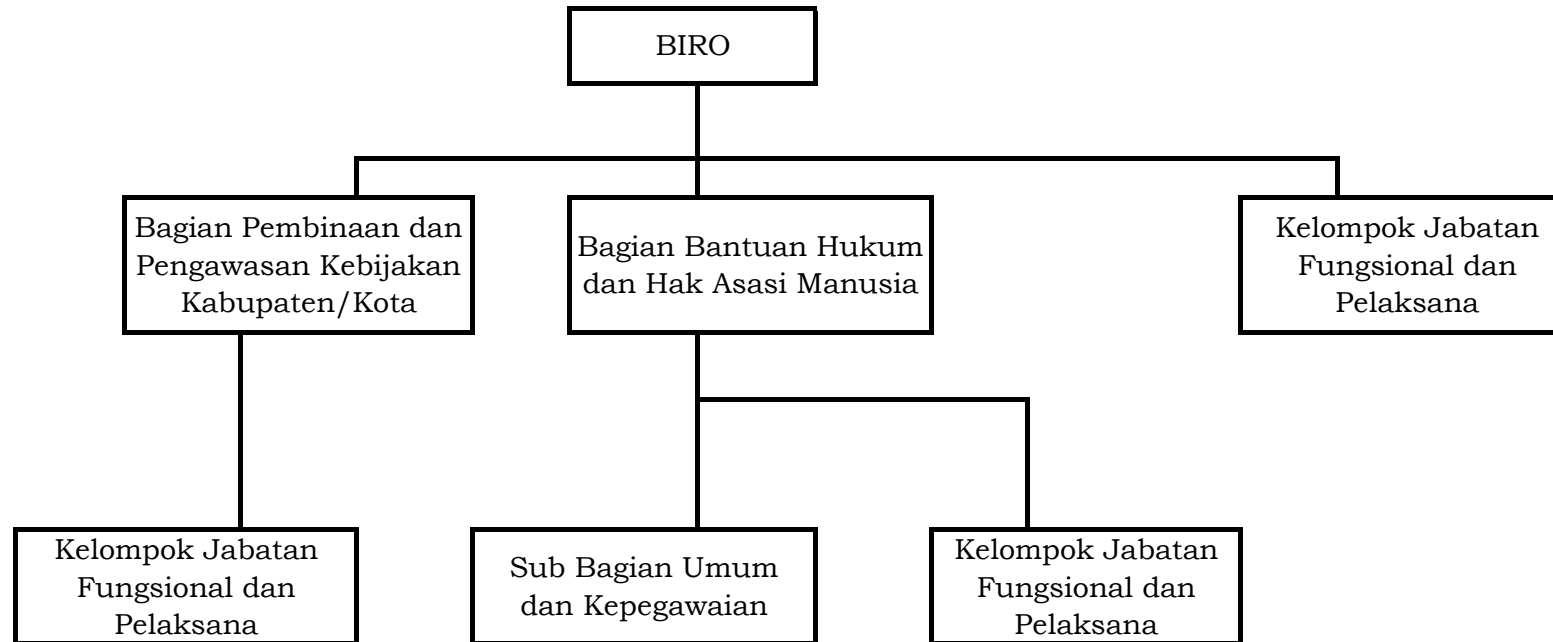 BIRO
Bagian Pembinaan dan
Pengawasan Kebijakan
Kabupaten/Kota
Bagian Bantuan Hukum
dan Hak Asasi Manusia
Kelompok Jabatan
Fungsional dan
Pelaksana
Kelompok Jabatan
Fungsional dan
Pelaksana
Sub Bagian Umum
dan Kepegawaian
Kelompok Jabatan
Fungsional dan
Pelaksana